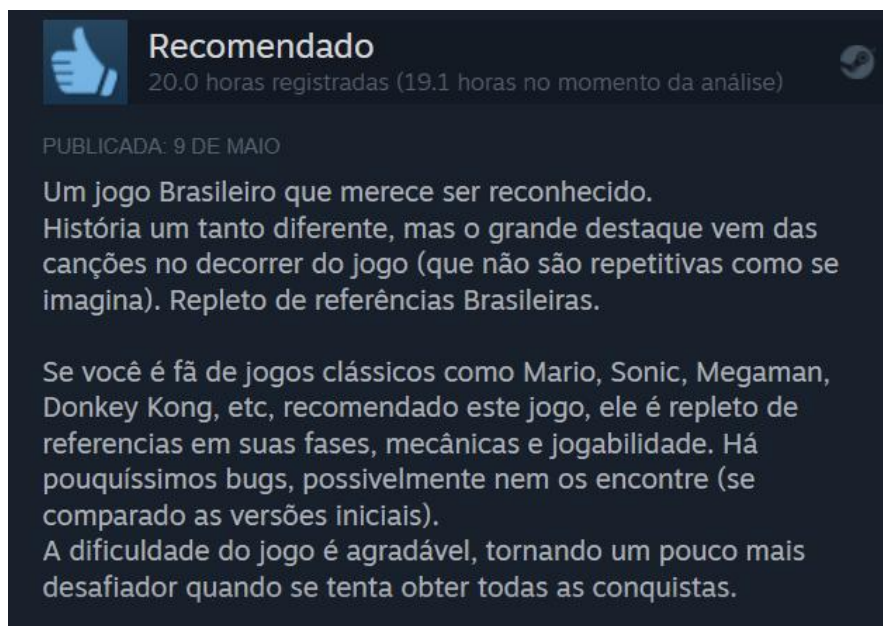 Recomendado
20.0 horas registradas (19.1 horas no momento da análise)
PUBLICADA: 9 DE MAIO
Um jogo Brasileiro que merece ser reconhecido.
História um tanto diferente, mas o grande destaque vem das
canções no decorrer do jogo (que não são repetitivas como se
imagina). Repleto de referências Brasileiras.
Se você é fã de jogos clássicos como Mario, Sonic, Megaman,
Donkey Kong, etc, recomendado este jogo, ele é repleto de
referencias em suas fases, mecânicas e jogabilidade. Há
pouquíssimos bugs, possivelmente nem os encontre (se
comparado as versões iniciais).
A dificuldade do jogo é agradável, tornando um pouco mais
desafiador quando se tenta obter todas as conquistas.